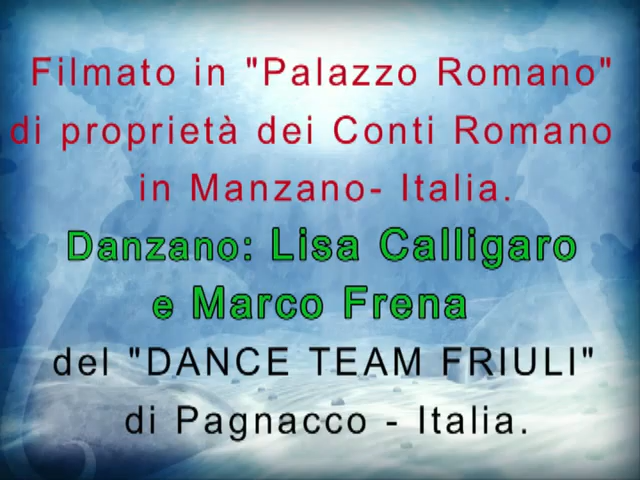 Filmato in "Palazzo Romano"
di proprietà dei Conti Romano
in Manzano- Italia.
Danzano: Lisa Calligaro
e Marco Frena
del "DANCE TEAM FRIULI"
di Pagnacco - Italia.